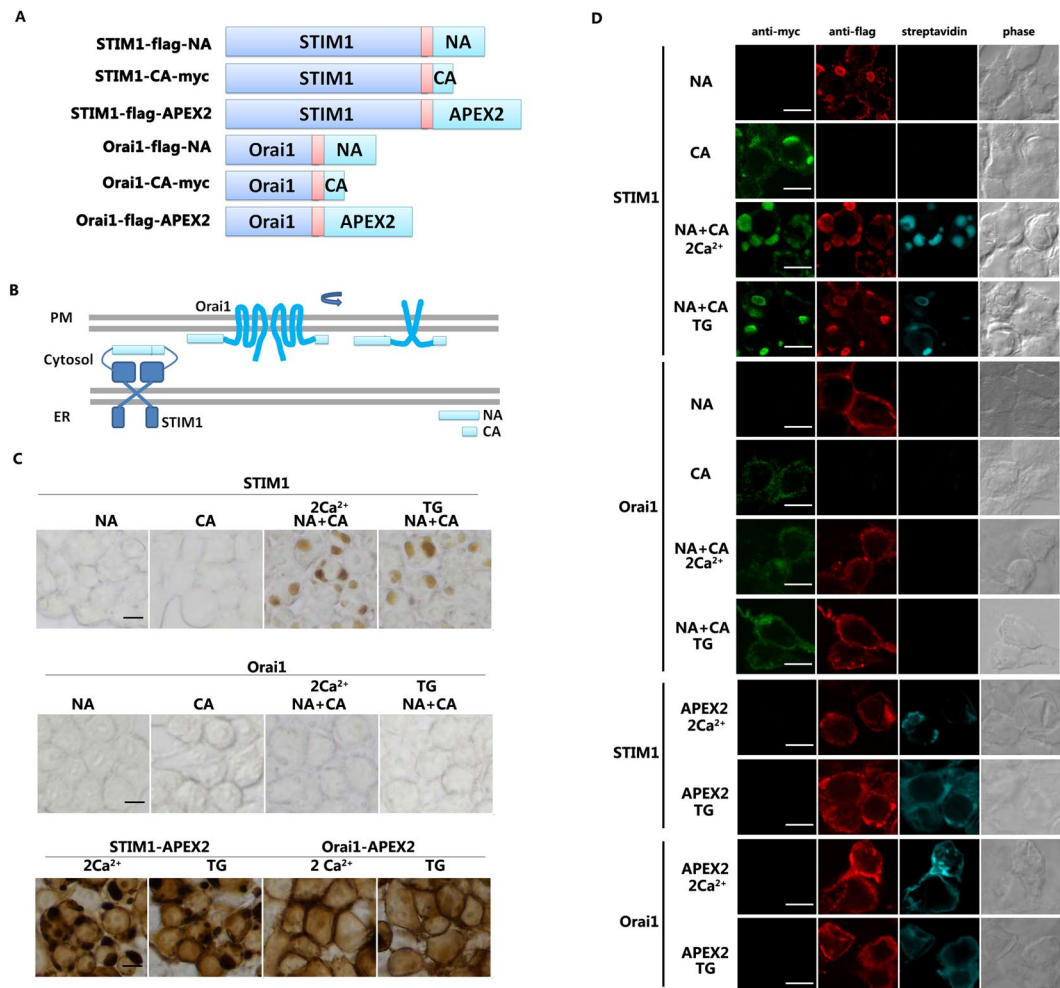 A
STIM1-flag-NA
STIM1
NA
STIM1-CA-myc
STIM1
CA
STIM1-flag-APEX2
STIM1
APEX2
Orai1-flag-NA
Orai1
NA
Orai1-CA-myc
Orai1
CA
Orai1-flag-APEX2
Orai1
APEX2
B
Orai1
PM
Cytosol
ER
STIM1
NA
CA
C
STIM1
2Ca²⁺ TG
NA CA NA+CA NA+CA
Orai1
2Ca²⁺ TG
NA CA NA+CA NA+CA
STIM1-APEX2 Orai1-APEX2
2Ca²⁺ TG 2 Ca²⁺ TG
D
anti-myc anti-flag streptavidin phase
STIM1
NA
CA
NA+CA
2Ca²⁺
NA+CA
TG
Orai1
NA
CA
NA+CA
2Ca²⁺
NA+CA
TG
STIM1
APEX2
2Ca²⁺
APEX2
TG
Orai1
APEX2
2Ca²⁺
APEX2
TG